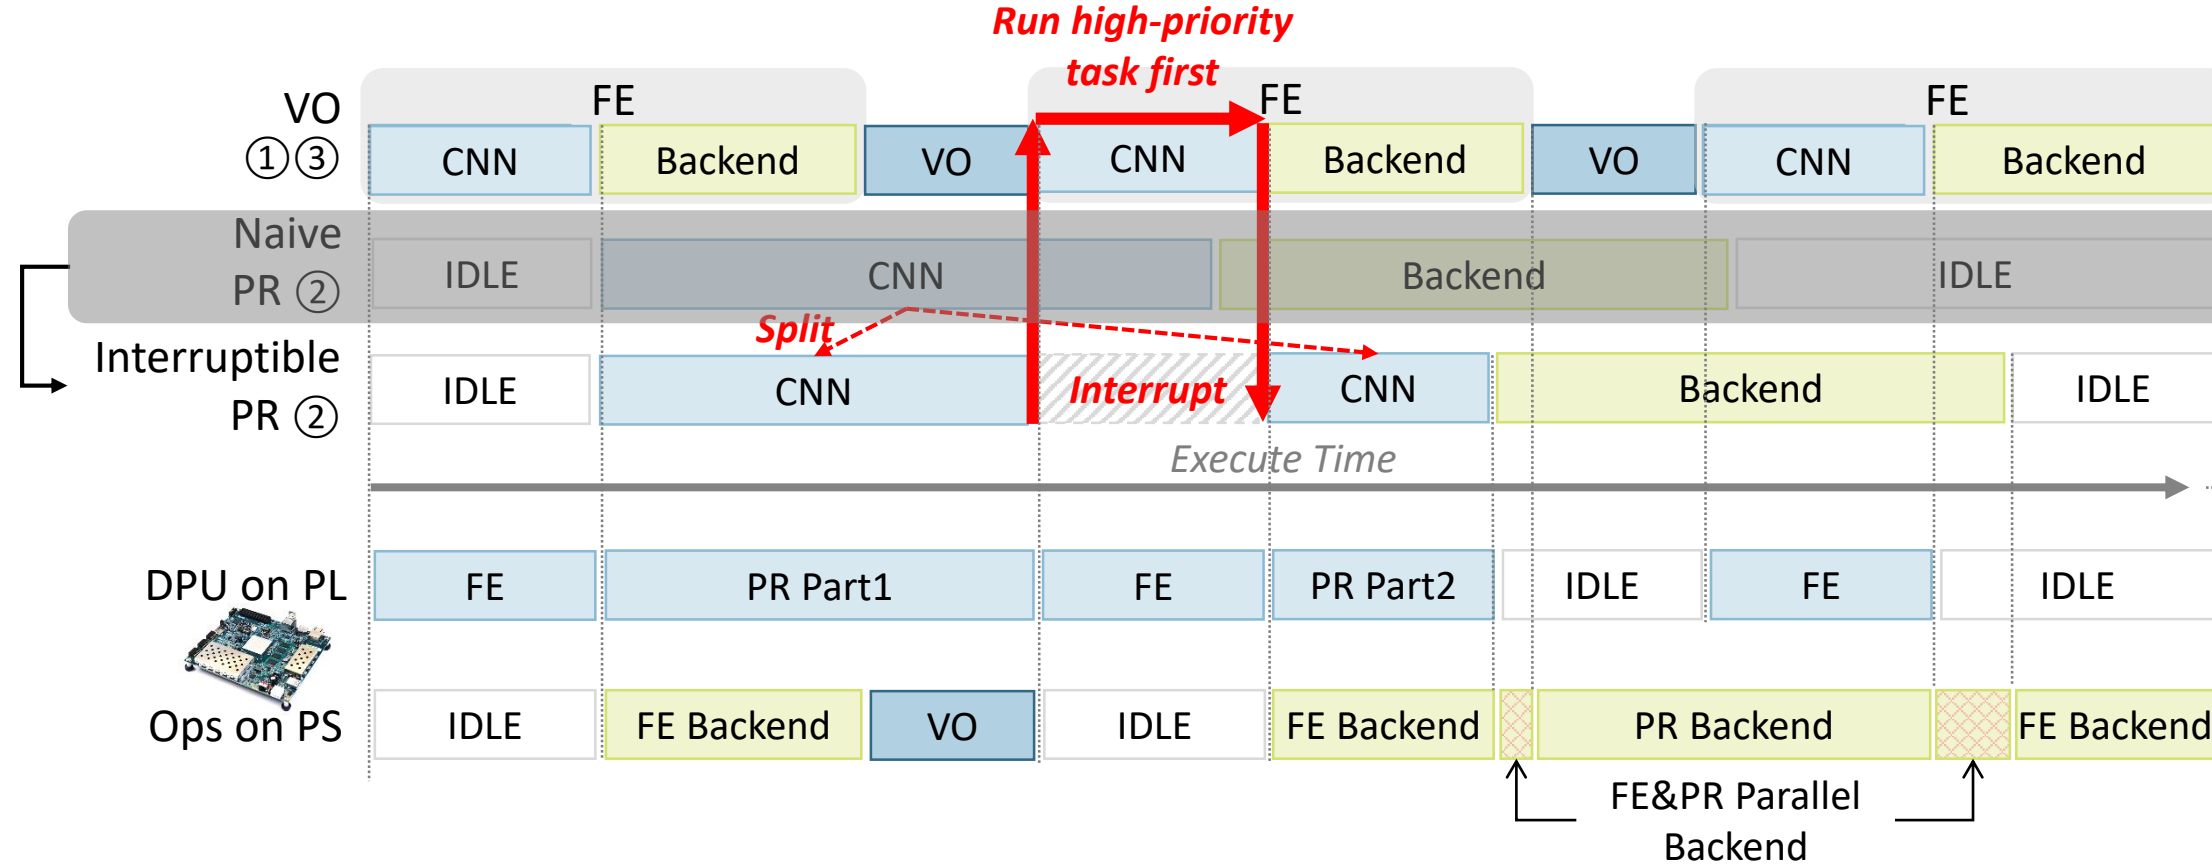 Run high-priority
task first
FE FE FE
VO
①③
CNN Backend VO CNN Backend VO CNN Backend
Naive
PR ②
IDLE CNN Backend IDLE
Split
Interruptible
PR ②
IDLE CNN Interrupt CNN Backend IDLE
Execute Time
DPU on PL FE PR Part1 FE PR Part2 IDLE FE IDLE
Ops on PS IDLE FE Backend VO IDLE FE Backend PR Backend FE Backend
FE&PR Parallel
Backend